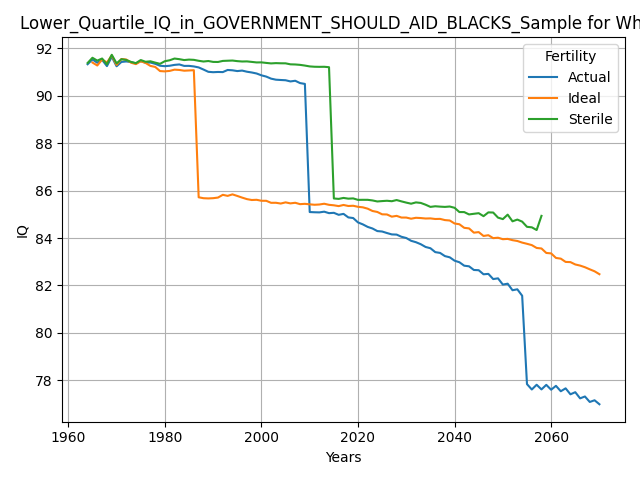 Lower_Quartile_IQ_in_GOVERNMENT_SHOULD_AID_BLACKS_Sample for Wh
Fertility
Actual
Ideal
Sterile
92
90
88
86
84
82
80
78
IQ
1960
1980
2000
2020
2040
2060
Years